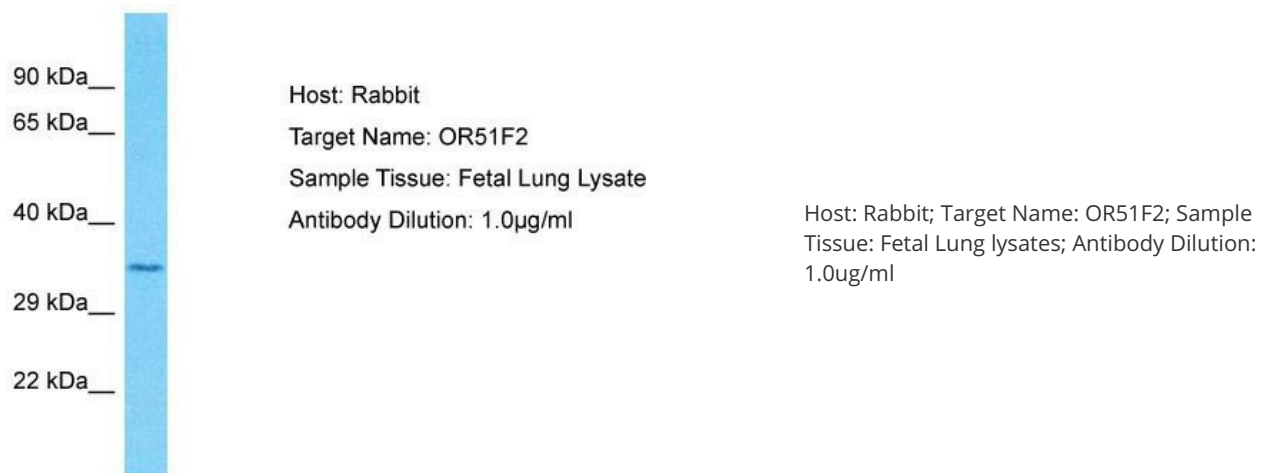 90 kDa__
65 kDa__
40 kDa__
29 kDa__
22 kDa__
Host: Rabbit
Target Name: OR51F2
Sample Tissue: Fetal Lung Lysate
Antibody Dilution: 1.0µg/ml
Host: Rabbit; Target Name: OR51F2; Sample
Tissue: Fetal Lung lysates; Antibody Dilution:
1.0ug/ml